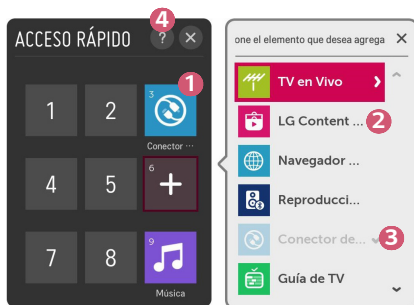 4
ACCESO RÁPIDO ? ×
1 2 3
1
Conector ...
4 5 6 +
7 8 9
Música
one el elemento que desea agrega ×
TV en Vivo
LG Content ... 2
Navegador ...
Reproducci...
Conector de... 3
Guía de TV